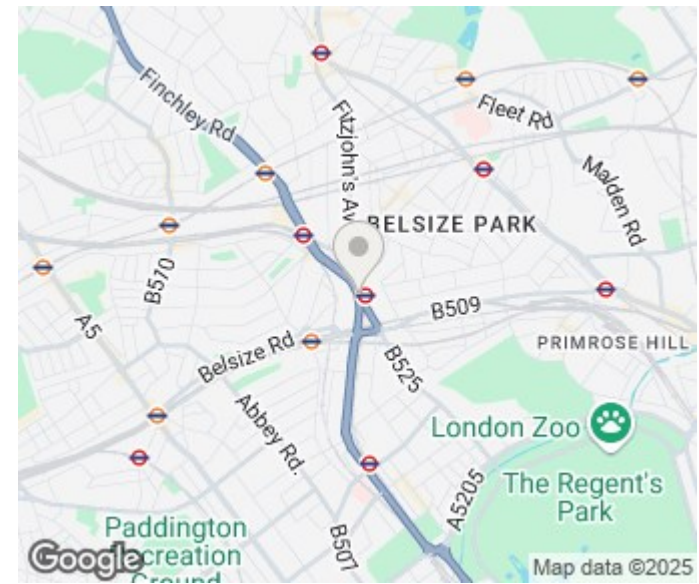 Finchley Rd
Fitzjohn's Av
Fleet Rd
Malden Rd
BELSIZE PARK
B510
A5
B509
Belsize Rd
PRIMROSE HILL
B525
Abbey Rd.
London Zoo
A5205
The Regent's
Park
B507
Paddington
Recreation
Ground
Google
Map data ©2025